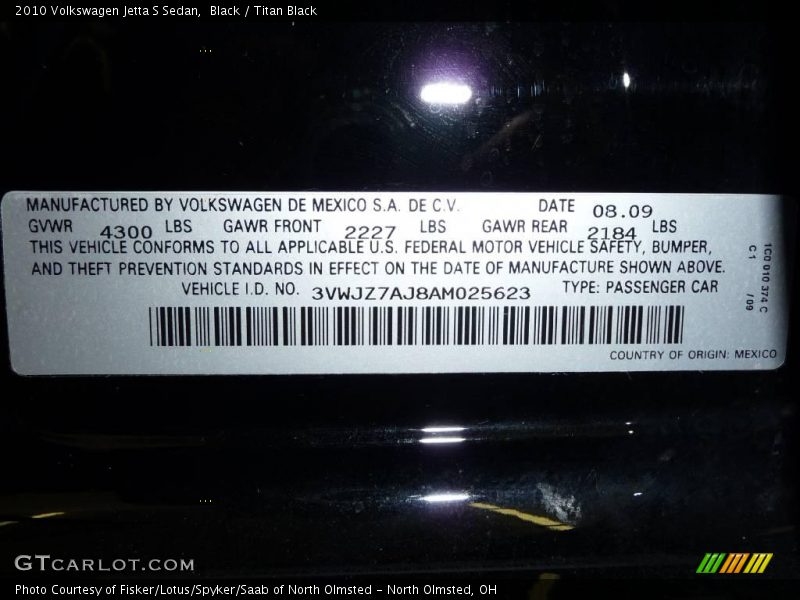 2010 Volkswagen Jetta S Sedan,  Black / Titan Black
MANUFACTURED BY VOLKSWAGEN DE MEXICO S.A. DE C.V. DATE 08.09
GVWR 4300 LBS GAWR FRONT 2227 LBS GAWR REAR 2184 LBS
THIS VEHICLE CONFORMS TO ALL APPLICABLE U.S. FEDERAL MOTOR VEHICLE SAFETY, BUMPER,
AND THEFT PREVENTION STANDARDS IN EFFECT ON THE DATE OF MANUFACTURE SHOWN ABOVE.
VEHICLE I.D. NO. 3VWJZ7AJ8AM025623 TYPE: PASSENGER CAR
COUNTRY OF ORIGIN: MEXICO
1C0 010 374 C
C1 /09
GTCARLOT.COM
Photo Courtesy of Fisker/Lotus/Spyker/Saab of North Olmsted - North Olmsted, OH